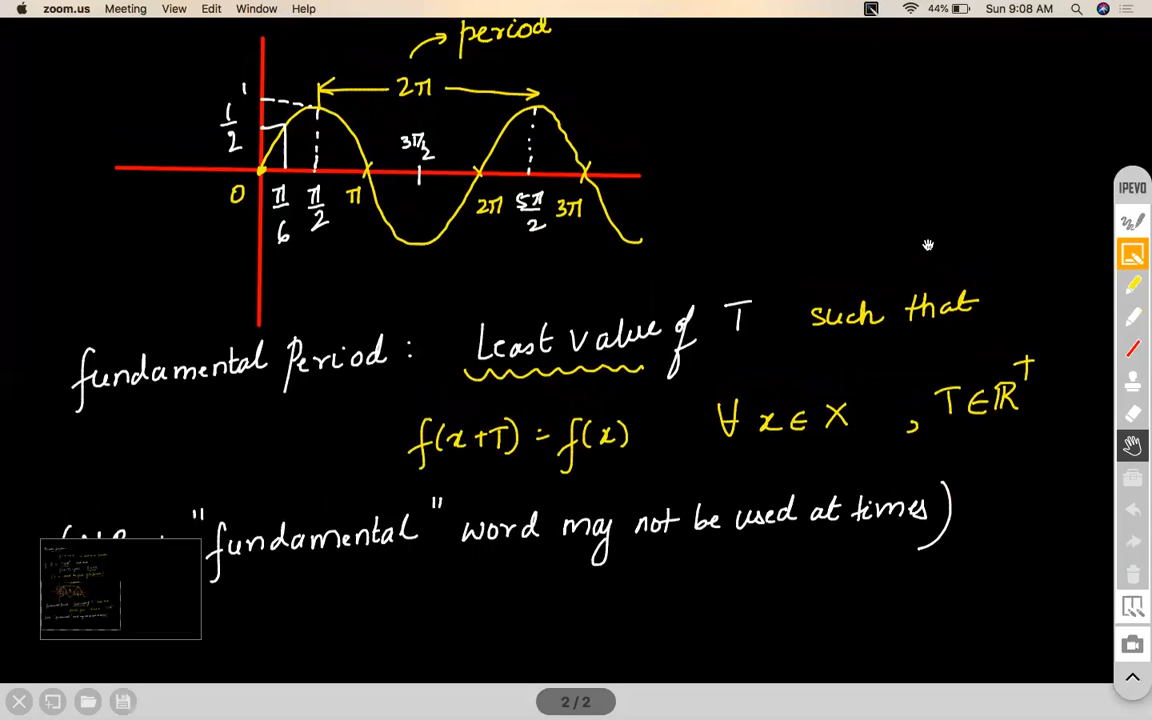 zoom.us Meeting View Edit Window Help 44% Sun 9:08 AM
period
2π
1
1/2
3π/2
0 π/6 π/2 π 2π 5π/2 3π
IPEVO
fundamental Period : Least value of T such that
f(x+T) = f(x) ∀ x ∈ X , T∈ℝ⁺
"fundamental" word may not be used at times)
2 / 2